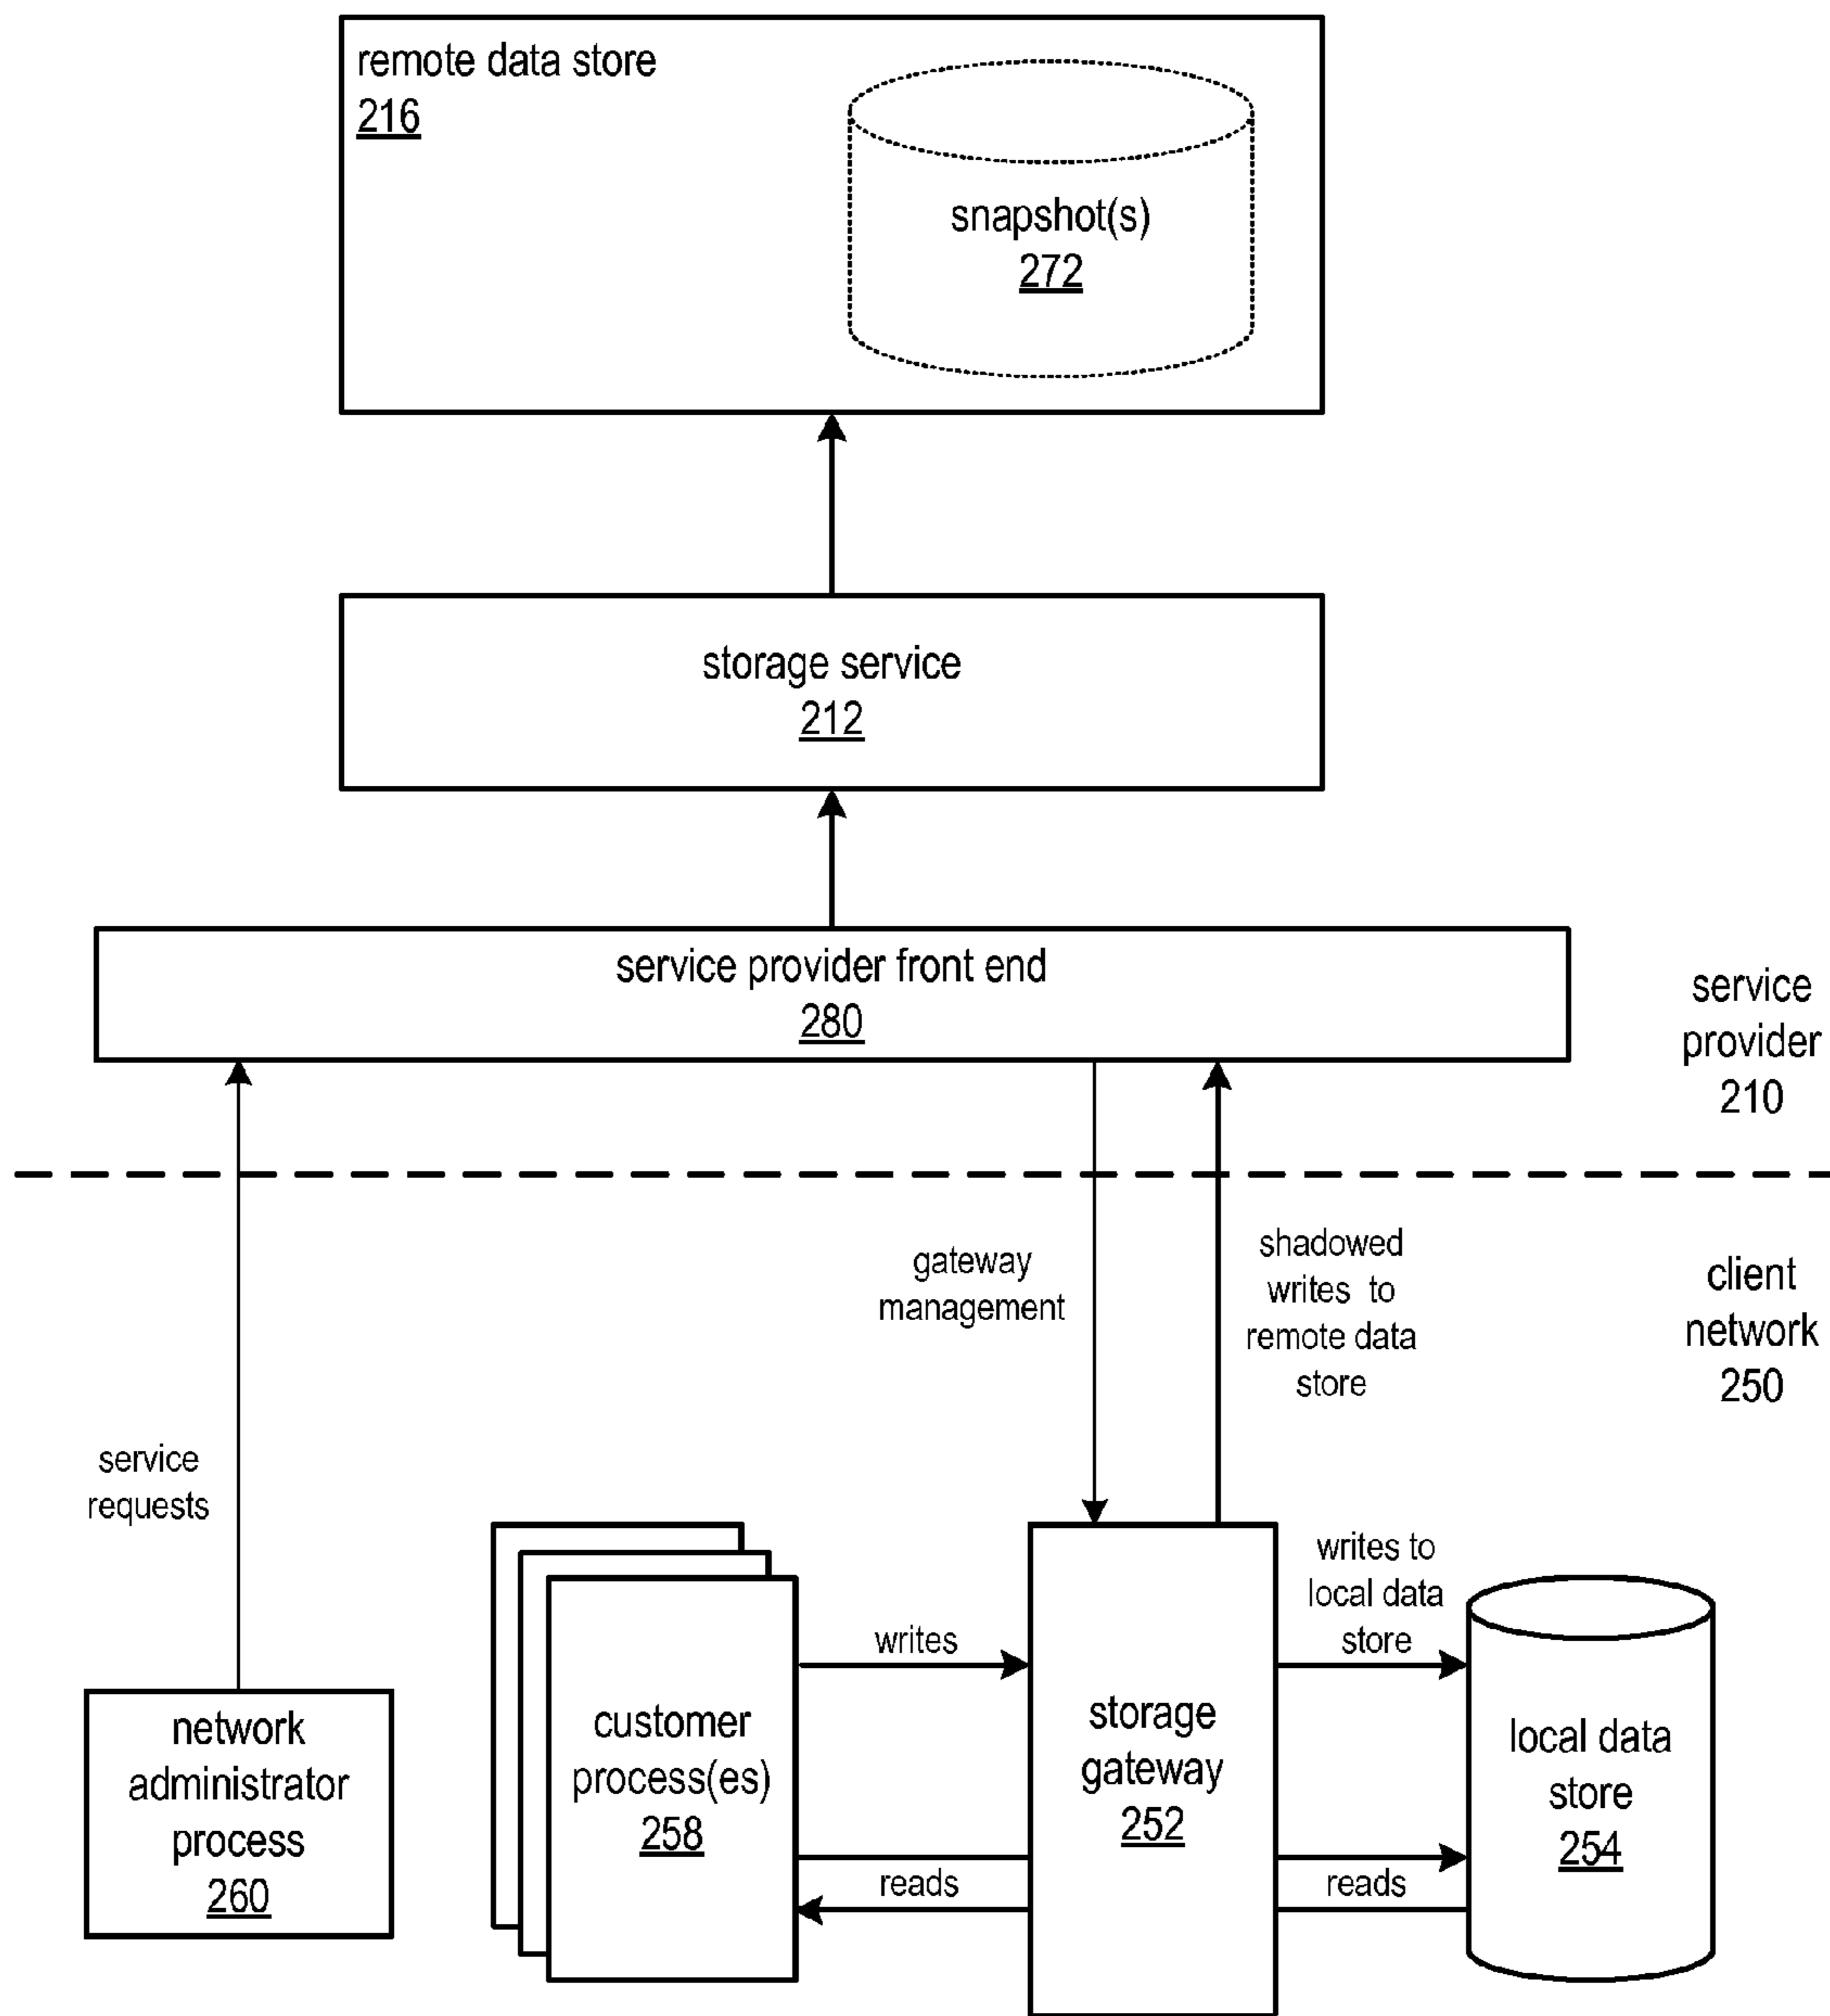 remote data store
216
snapshot(s)
272
storage service
212
service provider front end
280
service
provider
210
gateway
management
shadowed
writes to
remote data
store
client
network
250
service
requests
network
administrator
process
260
customer
process(es)
258
writes
reads
storage
gateway
252
writes to
local data
store
reads
local data
store
254